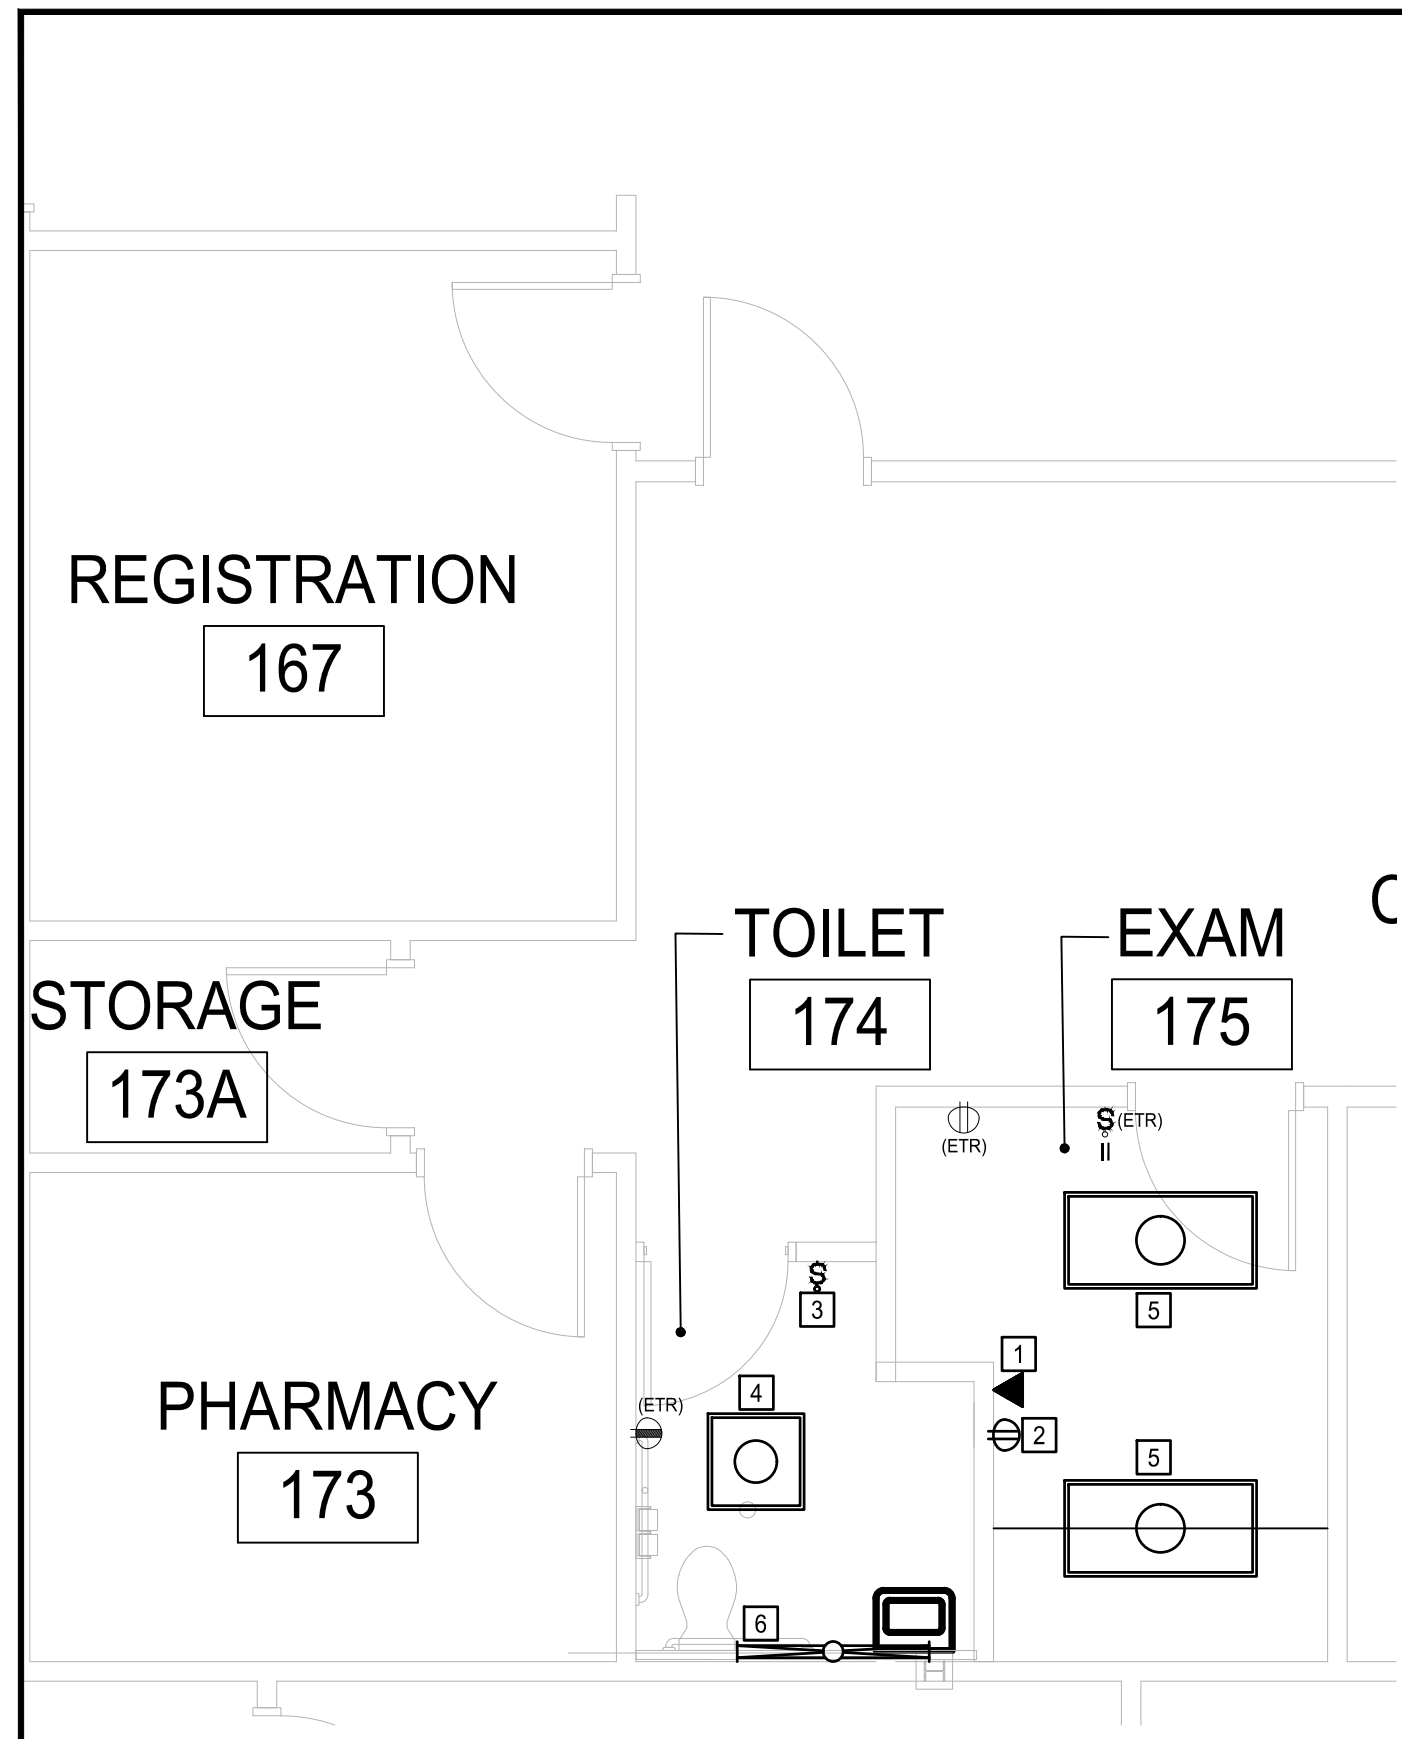 REGISTRATION
167
C
TOILET
174
EXAM
175
STORAGE
173A
S (ETR)
(ETR)
S
3
5
1
4
(ETR)
2
5
PHARMACY
173
6